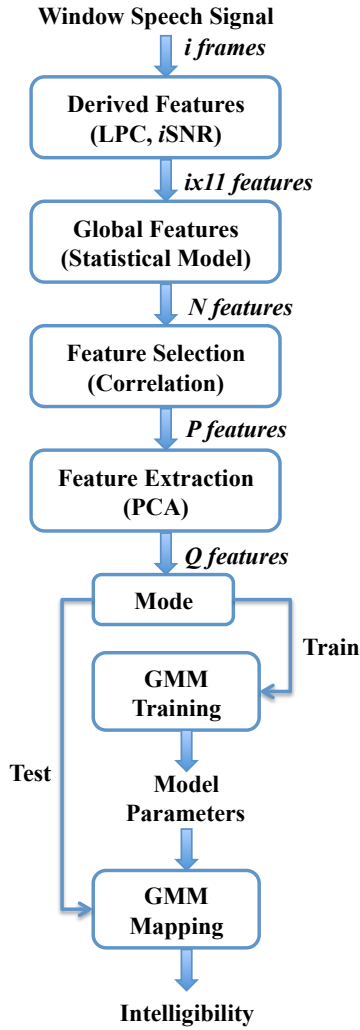 Window Speech Signal
i frames
Derived Features
(LPC, iSNR)
ix11 features
Global Features
(Statistical Model)
N features
Feature Selection
(Correlation)
P features
Feature Extraction
(PCA)
Q features
Mode
Train
GMM
Training
Test
Model
Parameters
GMM
Mapping
Intelligibility